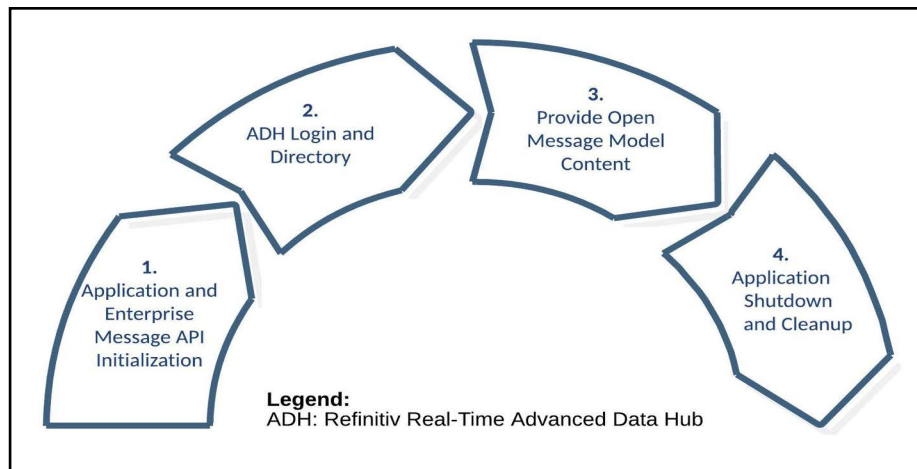 1.
Application and
Enterprise
Message API
Initialization
2.
ADH Login and
Directory
3.
Provide Open
Message Model
Content
4.
Application
Shutdown
and Cleanup
Legend:
ADH: Refinitiv Real-Time Advanced Data Hub